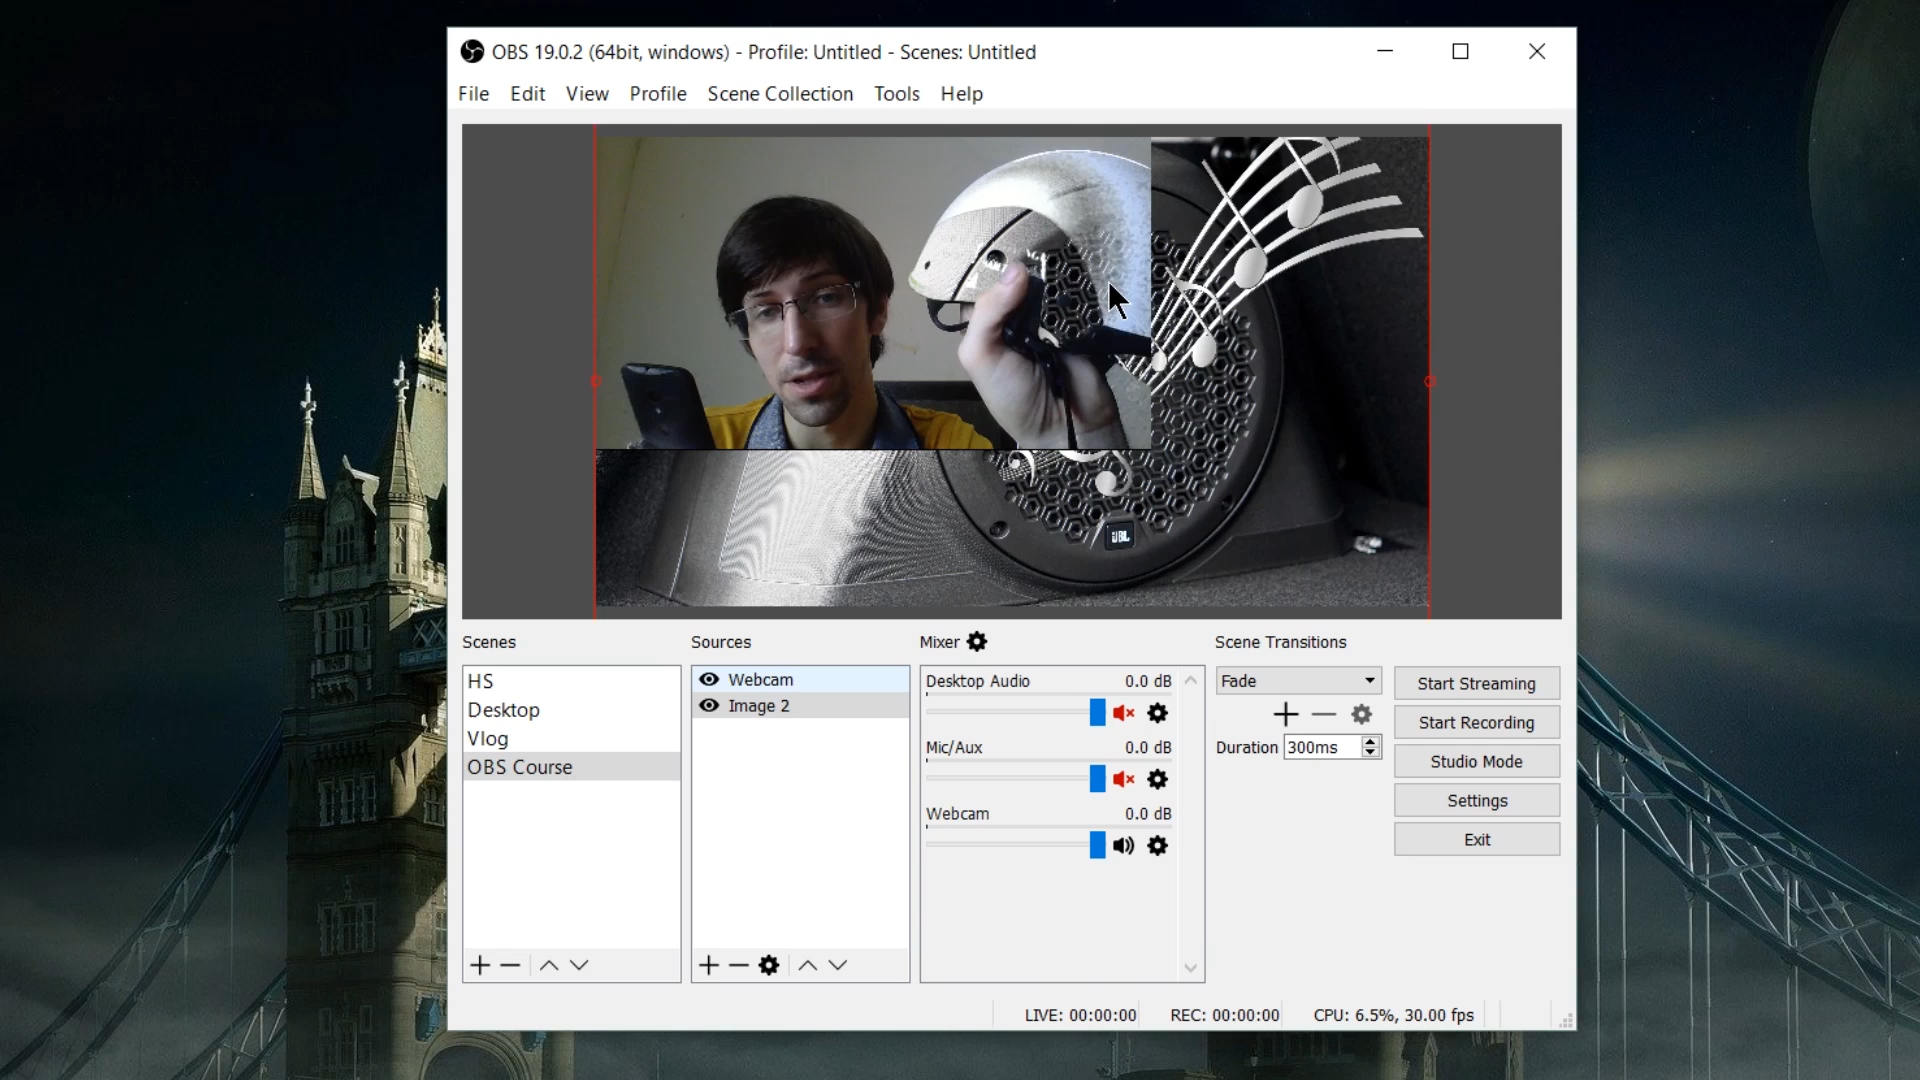 OBS 19.0.2 (64bit, windows) - Profile: Untitled - Scenes: Untitled
File Edit View Profile Scene Collection Tools Help
JBL
Scenes
HS
Desktop
Vlog
OBS Course
Sources
Webcam
Image 2
Mixer
Desktop Audio 0.0 dB
Mic/Aux 0.0 dB
Webcam 0.0 dB
Scene Transitions
Fade
Duration 300ms
Start Streaming
Start Recording
Studio Mode
Settings
Exit
LIVE: 00:00:00 REC: 00:00:00 CPU: 6.5%, 30.00 fps